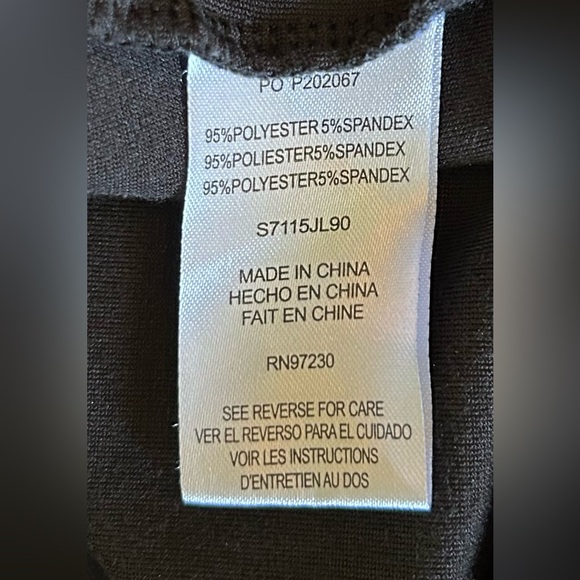 PO P202067
95%POLYESTER 5%SPANDEX
95%POLIESTER5%SPANDEX
95%POLYESTER5%SPANDEX
S7115JL90
MADE IN CHINA
HECHO EN CHINA
FAIT EN CHINE
RN97230
SEE REVERSE FOR CARE
VER EL REVERSO PARA EL CUIDADO
VOIR LES INSTRUCTIONS
D'ENTRETIEN AU DOS